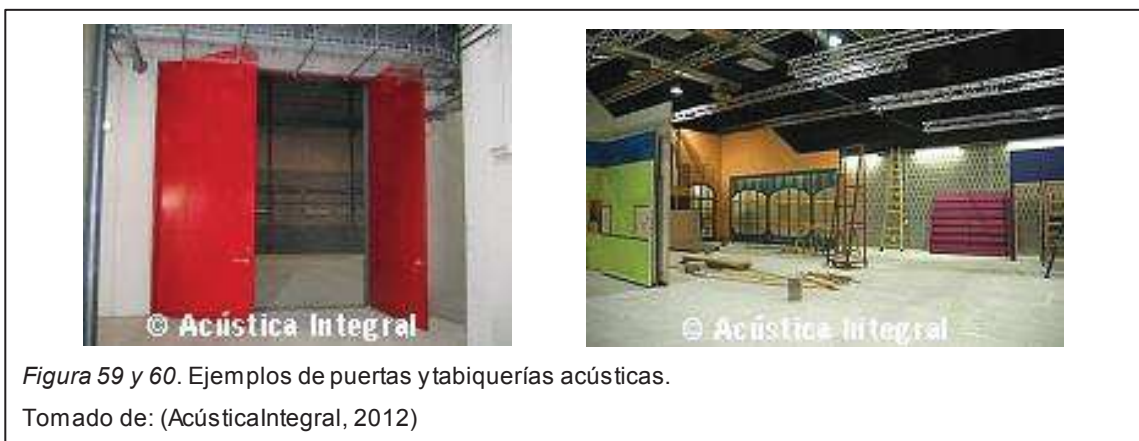 © Acústica Integral
© Acústica Integral
Figura 59 y 60. Ejemplos de puertas ytabiquerías acústicas.
Tomado de: (AcústicaIntegral, 2012)